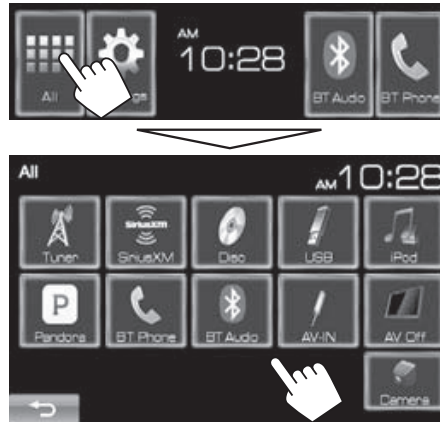 AM
10:28
All
BT Audio
BT Phone
All
AM 10:28
Tuner
SiriusXM
SiriusXM
Disc
USB
iPod
P
Pandora
BT Phone
BT Audio
AV-IN
AV Off
Camera